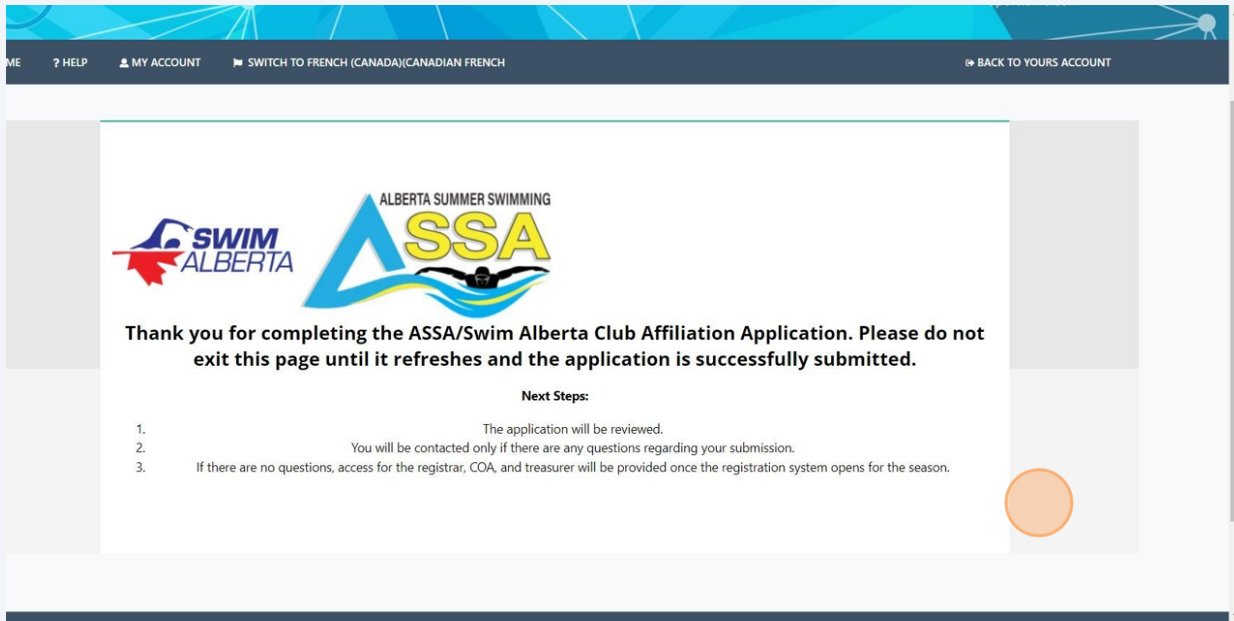 ME ? HELP MY ACCOUNT SWITCH TO FRENCH (CANADA)(CANADIAN FRENCH BACK TO YOURS ACCOUNT
ALBERTA SUMMER SWIMMING
ASSA
SWIM
ALBERTA
Thank you for completing the ASSA/Swim Alberta Club Affiliation Application. Please do not
exit this page until it refreshes and the application is successfully submitted.
Next Steps:
1. The application will be reviewed.
2. You will be contacted only if there are any questions regarding your submission.
3. If there are no questions, access for the registrar, COA, and treasurer will be provided once the registration system opens for the season.